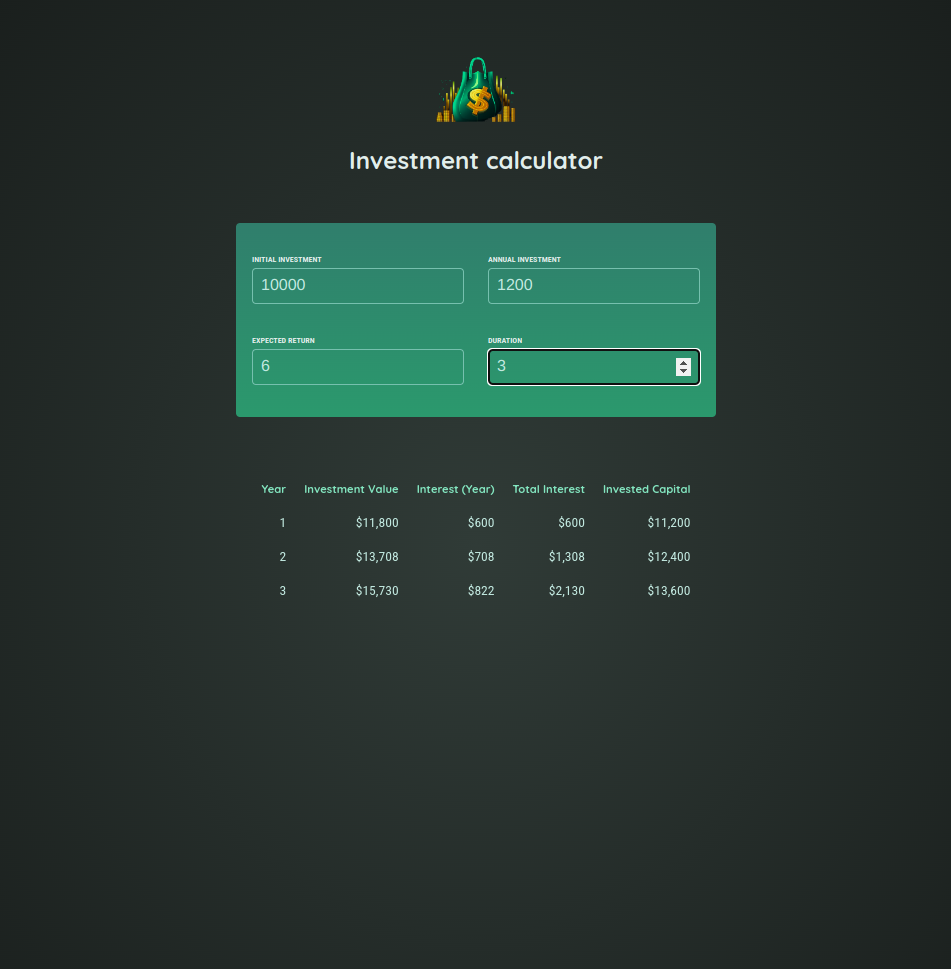 $
Investment calculator
INITIAL INVESTMENT ANNUAL INVESTMENT
10000 1200
EXPECTED RETURN DURATION
6 3
Year Investment Value Interest (Year) Total Interest Invested Capital
1 $11,800 $600 $600 $11,200
2 $13,708 $708 $1,308 $12,400
3 $15,730 $822 $2,130 $13,600